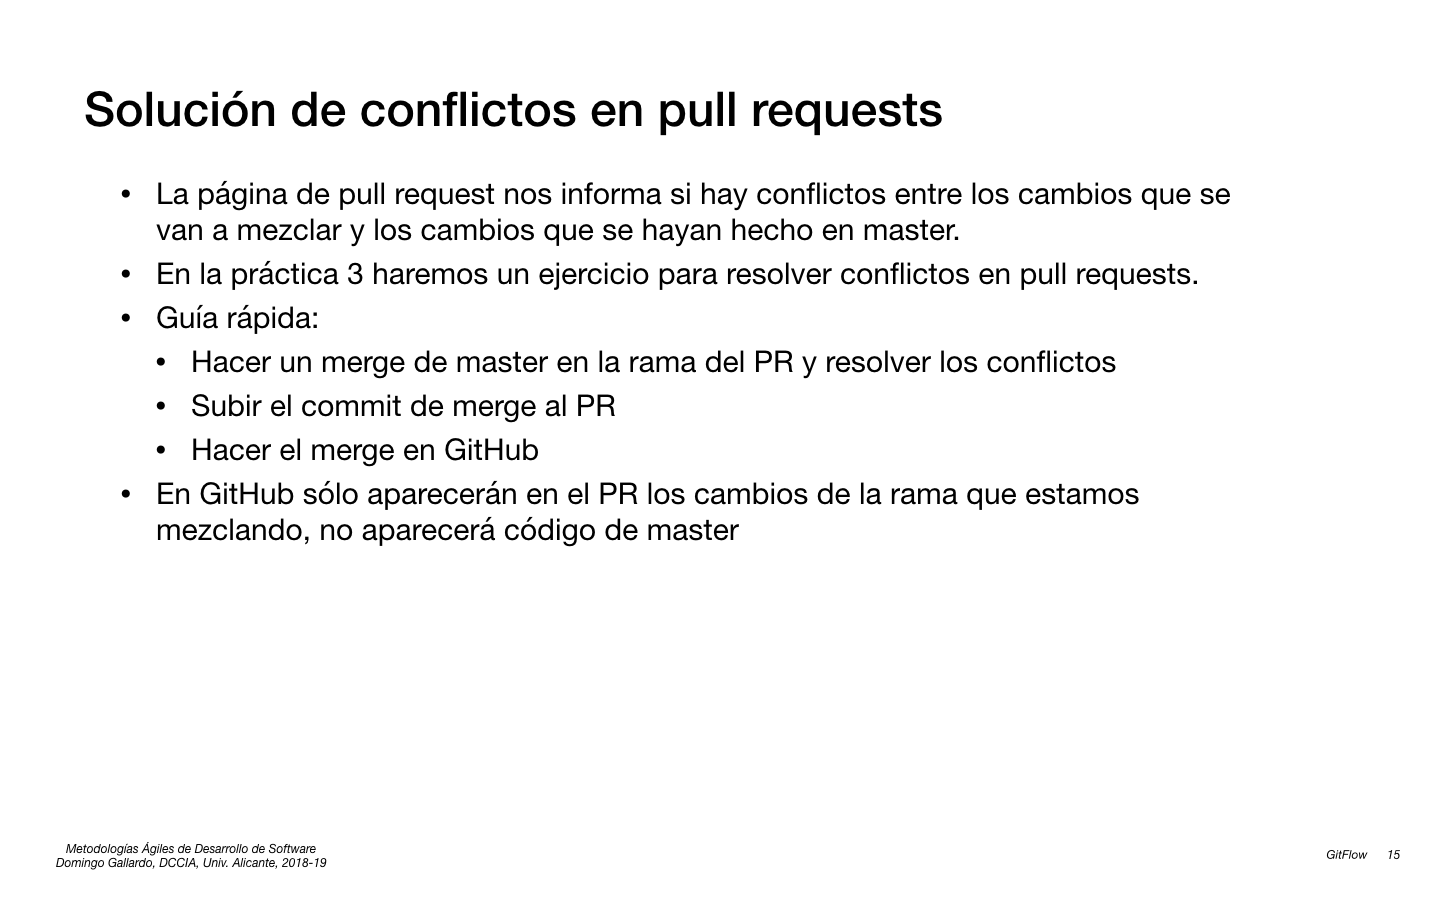 Solución de conflictos en pull requests
• La página de pull request nos informa si hay conflictos entre los cambios que se
van a mezclar y los cambios que se hayan hecho en master.
• En la práctica 3 haremos un ejercicio para resolver conflictos en pull requests.
• Guía rápida:
• Hacer un merge de master en la rama del PR y resolver los conflictos
• Subir el commit de merge al PR
• Hacer el merge en GitHub
• En GitHub sólo aparecerán en el PR los cambios de la rama que estamos
mezclando, no aparecerá código de master
Metodologías Ágiles de Desarrollo de Software
Domingo Gallardo, DCCIA, Univ. Alicante, 2018-19
GitFlow 15